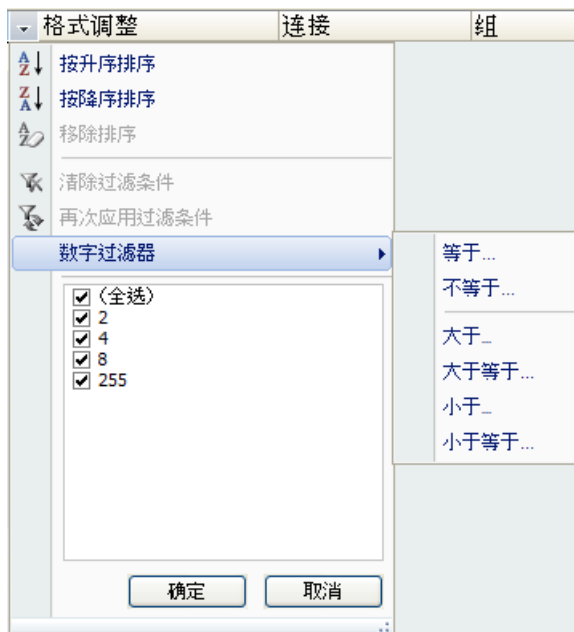 格式调整 连接 组
按升序排序
按降序排序
移除排序
清除过滤条件
再次应用过滤条件
数字过滤器
等于...
不等于...
大于...
大于等于...
小于...
小于等于...
(全选)
2
4
8
255
确定 取消